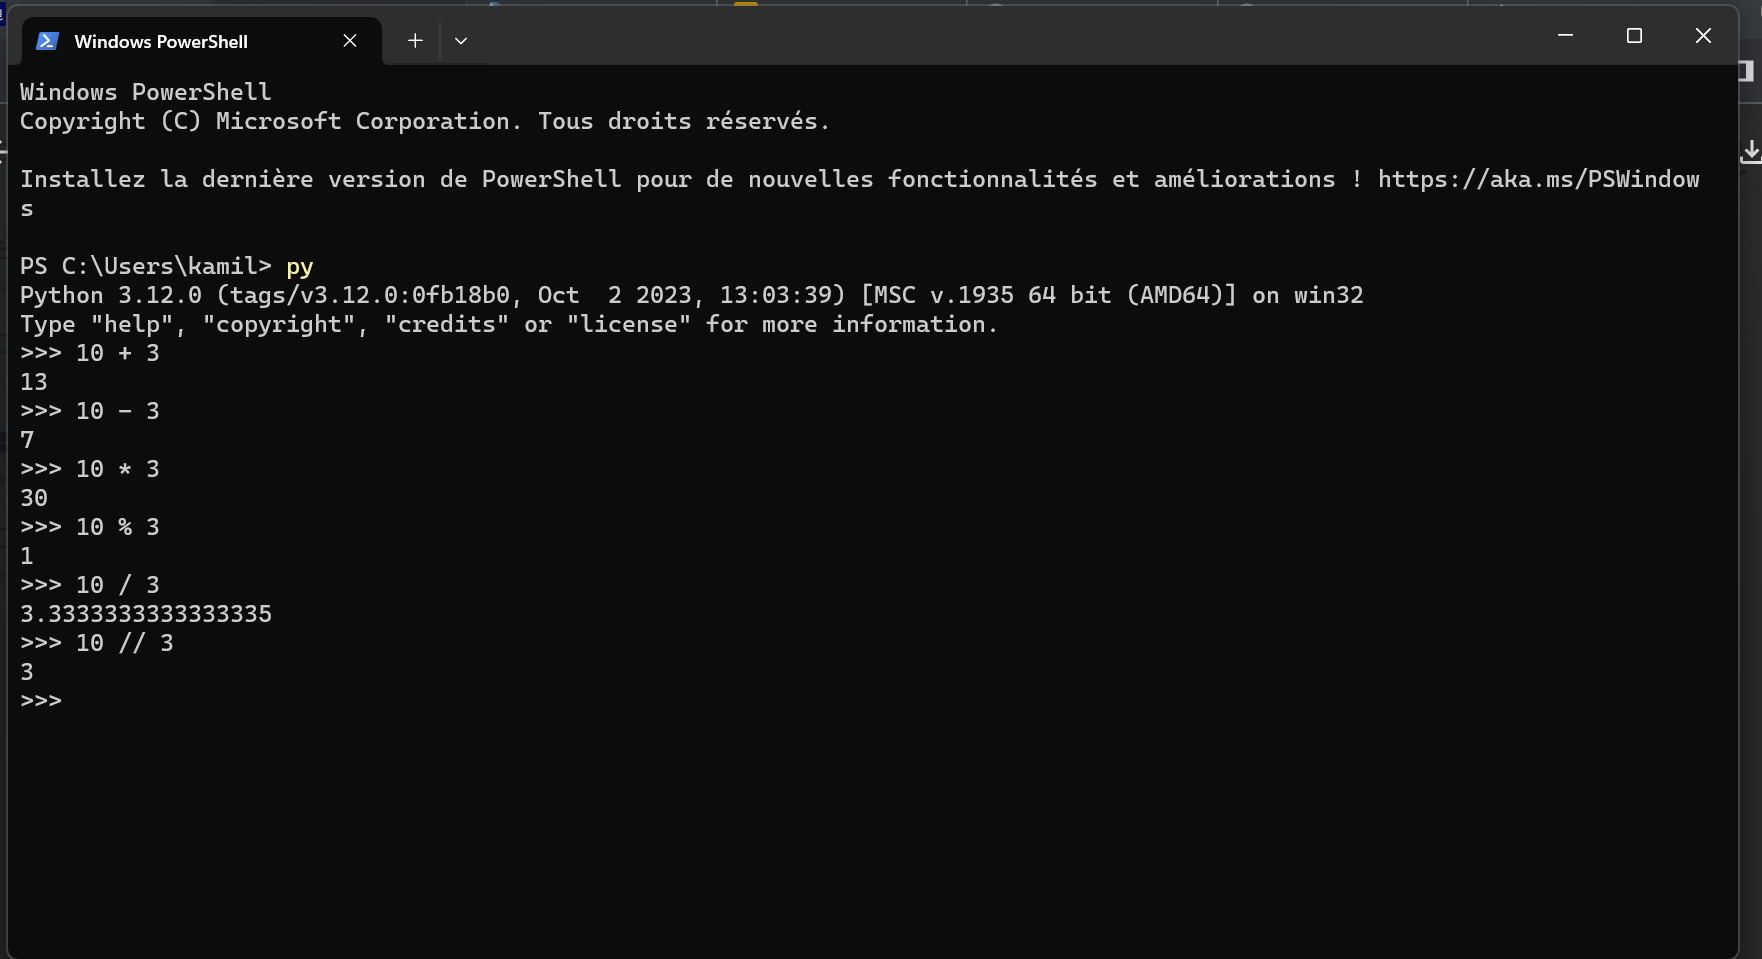 Windows PowerShell
Windows PowerShell
Copyright (C) Microsoft Corporation. Tous droits réservés.
Installez la dernière version de PowerShell pour de nouvelles fonctionnalités et améliorations ! https://aka.ms/PSWindow
s
PS C:\Users\kamil> py
Python 3.12.0 (tags/v3.12.0:0fb18b0, Oct  2 2023, 13:03:39) [MSC v.1935 64 bit (AMD64)] on win32
Type "help", "copyright", "credits" or "license" for more information.
>>> 10 + 3
13
>>> 10 - 3
7
>>> 10 * 3
30
>>> 10 % 3
1
>>> 10 / 3
3.3333333333333335
>>> 10 // 3
3
>>>